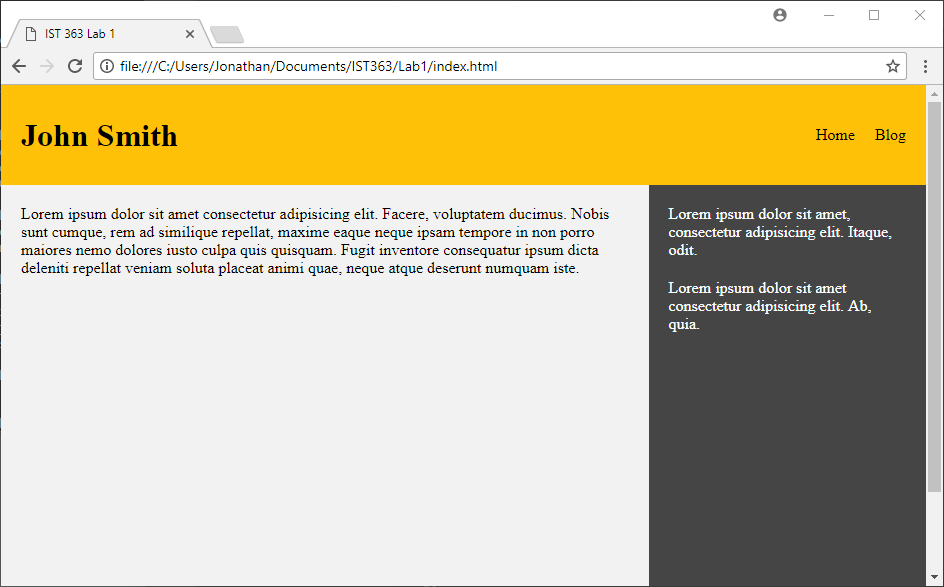 IST 363 Lab 1
file:///C:/Users/Jonathan/Documents/IST363/Lab1/index.html
John Smith
Home Blog
Lorem ipsum dolor sit amet consectetur adipisicing elit. Facere, voluptatem ducimus. Nobis
sunt cumque, rem ad similique repellat, maxime eaque neque ipsam tempore in non porro
maiores nemo dolores iusto culpa quis quisquam. Fugit inventore consequatur ipsum dicta
deleniti repellat veniam soluta placeat animi quae, neque atque deserunt numquam iste.
Lorem ipsum dolor sit amet,
consectetur adipisicing elit. Itaque,
odit.
Lorem ipsum dolor sit amet
consectetur adipisicing elit. Ab,
quia.